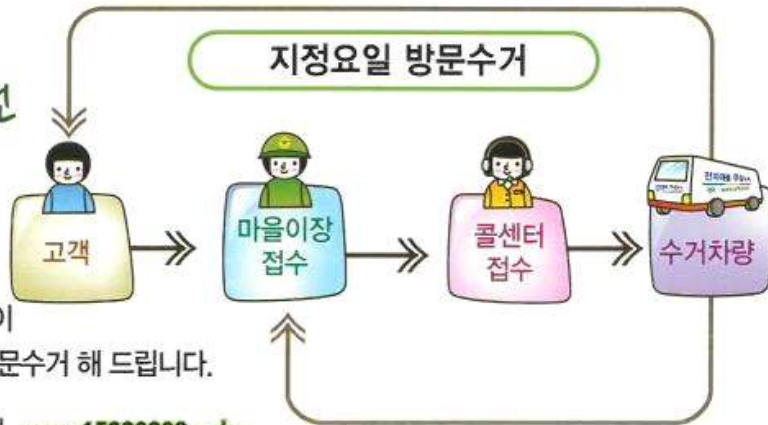 지정요일 방문수거
고객
마을이장
접수
콜센터
접수
수거차량
이
문수거 해 드립니다.